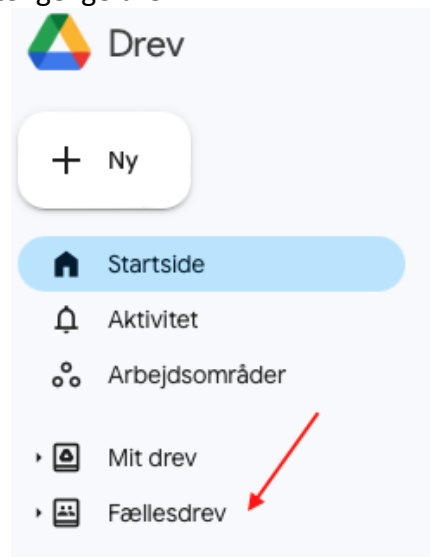 Drev
Ny
Startside
Aktivitet
Arbejdsområder
Mit drev
Fællesdrev